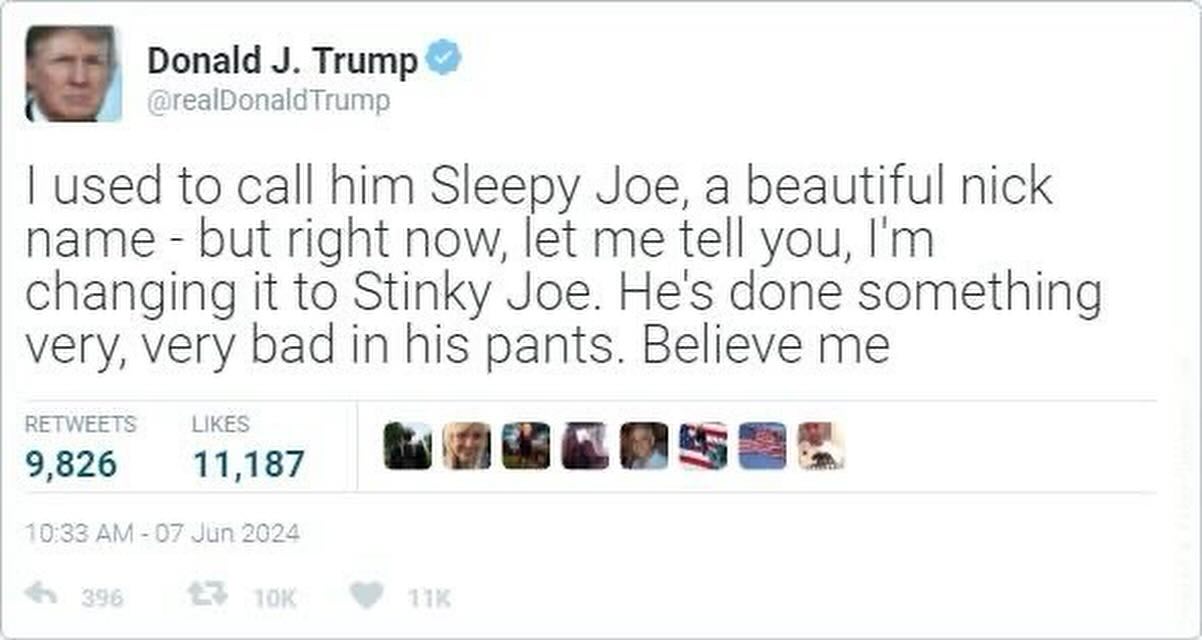 Donald J. Trump
@realDonaldTrump
I used to call him Sleepy Joe, a beautiful nick
name - but right now, let me tell you, I'm
changing it to Stinky Joe. He's done something
very, very bad in his pants. Believe me
RETWEETS LIKES
9,826 11,187
10:33 AM - 07 Jun 2024
396 10K 11K